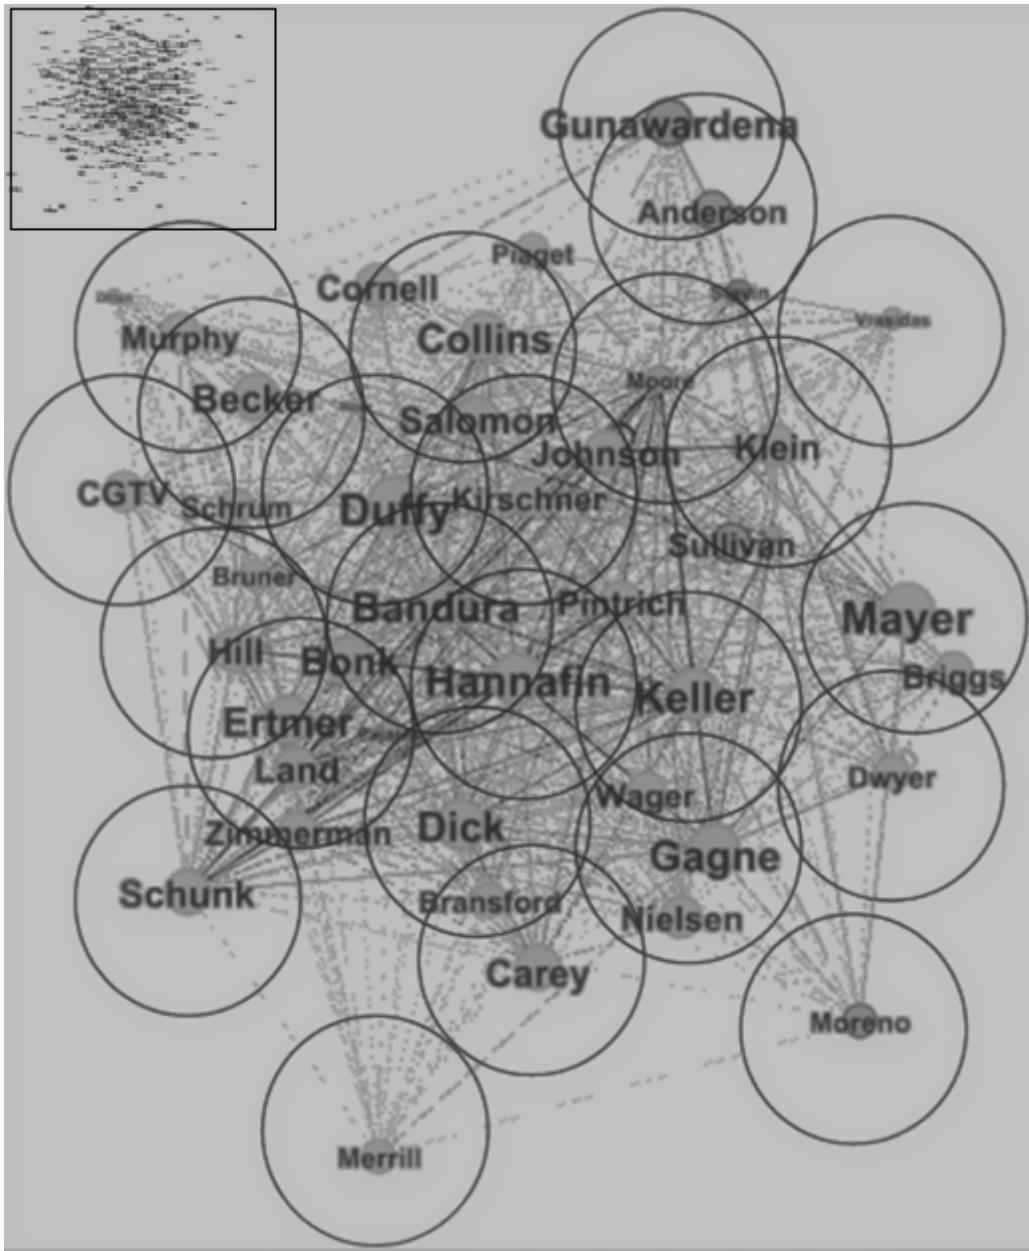 Gunawardena
Anderson
Piaget
Cornell
Slavin
Vrasidas
Murphy
Collins
Moore
Becker
Salomon
Johnson
Klein
CGTV
Schrum
Duffy
Kirschner
Sullivan
Bruner
Bandura
Pintrich
Mayer
Hill
Bonk
Hannafin
Keller
Briggs
Ertmer
Land
Wager
Dwyer
Zimmerman
Dick
Gagne
Schunk
Bransford
Nielsen
Carey
Moreno
Merrill